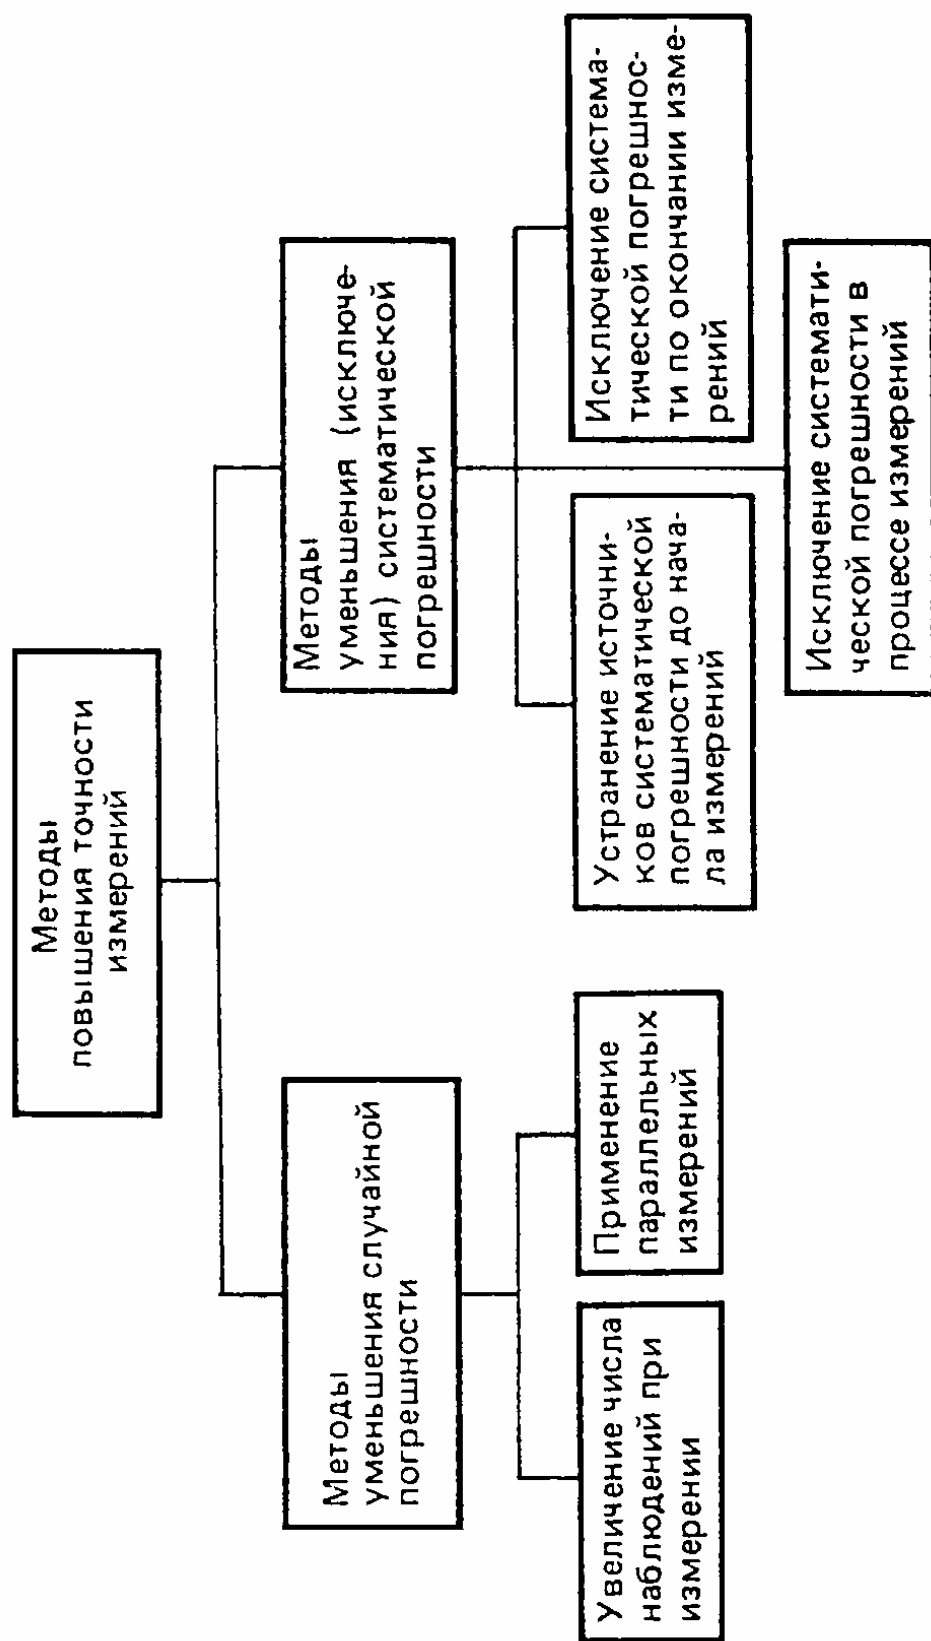 Методы
повышения точности
измерений
Методы
уменьшения случайной
погрешности
Методы
уменьшения (исключе-
ния) систематической
погрешности
Увеличение числа
наблюдений при
измерении
Применение
параллельных
измерений
Устранение источни-
ков систематической
погрешности до нача-
ла измерений
Исключение система-
тической погрешнос-
ти по окончании изме-
рений
Исключение системати-
ческой погрешности в
процессе измерений